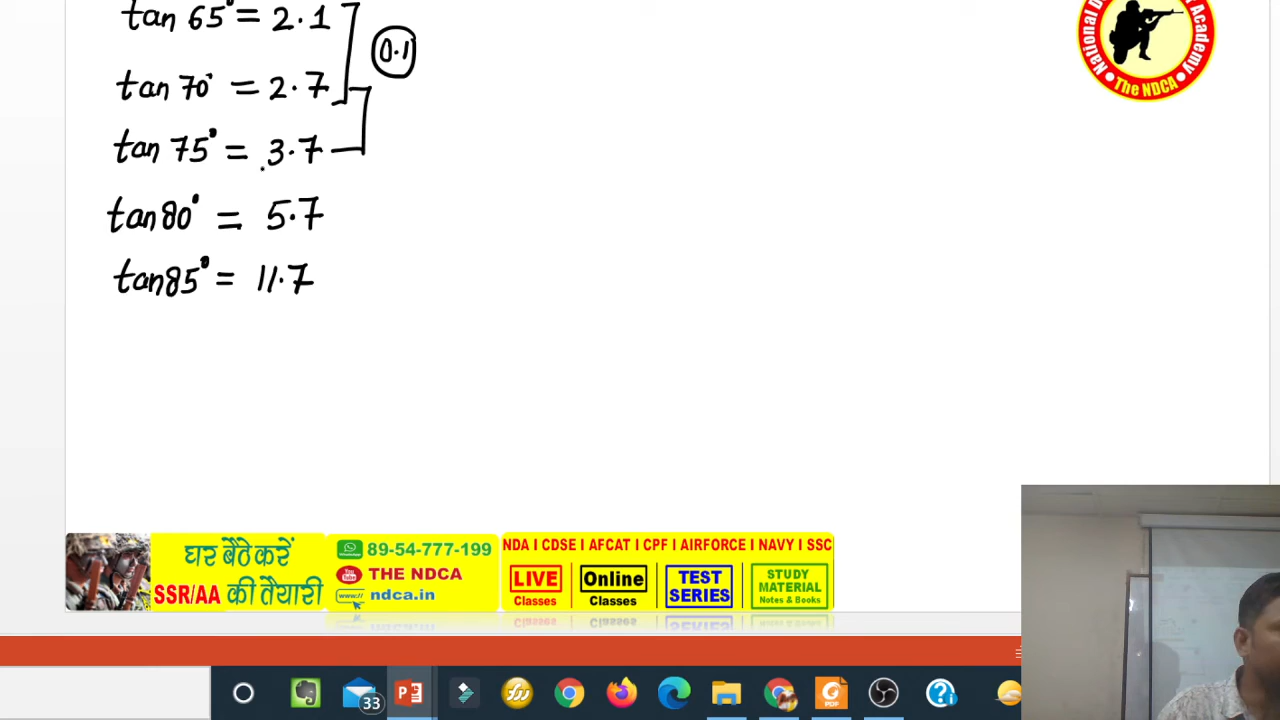 tan 65° = 2.1
0.1
tan 70° = 2.7
tan 75° = 3.7
tan 80° = 5.7
tan 85° = 11.7
National D Academy
The NDCA
घर बैठे करें
SSR/AA की तैयारी
89-54-777-199
THE NDCA
www.// ndca.in
NDA I CDSE I AFCAT I CPF I AIRFORCE I NAVY I SSC
LIVE Classes
Online Classes
TEST SERIES
STUDY MATERIAL Notes & Books
33
PDF